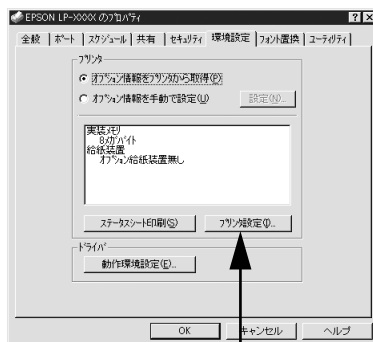 EPSON LP-XXXX のﾌﾟﾛﾊﾟﾃｨ
全般 ﾎﾟｰﾄ ｽｹｼﾞｭｰﾙ 共有 ｾｷｭﾘﾃｨ 環境設定 ﾌｫﾝﾄ置換 ﾕｰﾃｨﾘﾃｨ
ﾌﾟﾘﾝﾀ
ｵﾌﾟｼｮﾝ情報をﾌﾟﾘﾝﾀから取得(P)
ｵﾌﾟｼｮﾝ情報を手動で設定(U)
設定(N)...
実装ﾒﾓﾘ
8ﾒｶﾞﾊﾞｲﾄ
給紙装置
ｵﾌﾟｼｮﾝ給紙装置無し
ｽﾃｰﾀｽｼｰﾄ印刷(S)
ﾌﾟﾘﾝﾀ設定(I)...
ﾄﾞﾗｲﾊﾞ
動作環境設定(E)...
OK
ｷｬﾝｾﾙ
ﾍﾙﾌﾟ